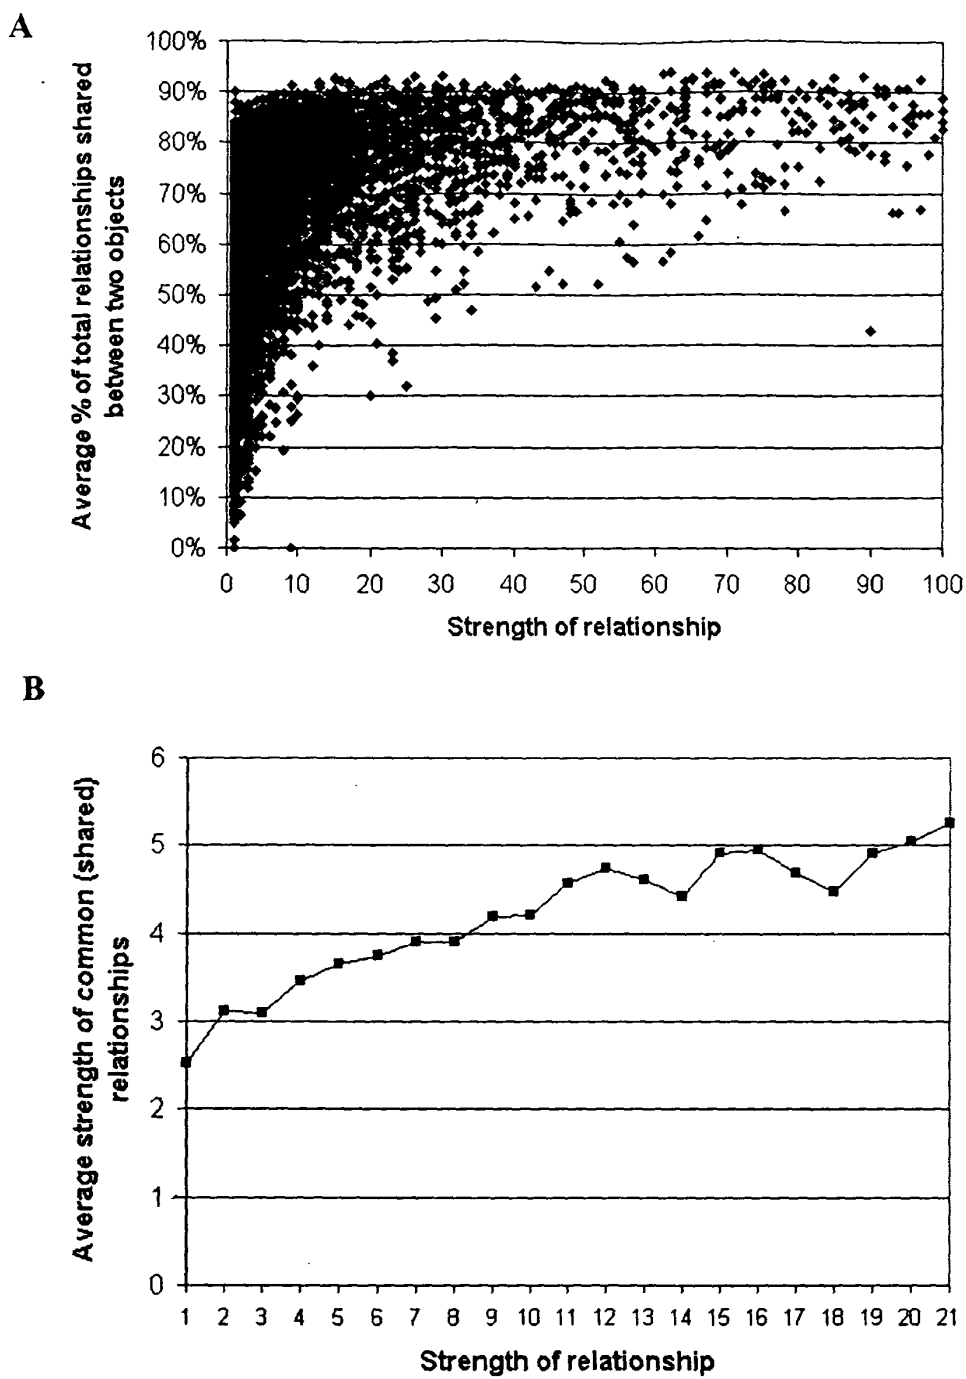 A
100%
90%
80%
70%
60%
50%
40%
30%
20%
10%
0%
Average % of total relationships shared
between two objects
0 10 20 30 40 50 60 70 80 90 100
Strength of relationship
B
6
5
4
3
2
1
0
Average strength of common (shared)
relationships
1 2 3 4 5 6 7 8 9 10 11 12 13 14 15 16 17 18 19 20 21
Strength of relationship